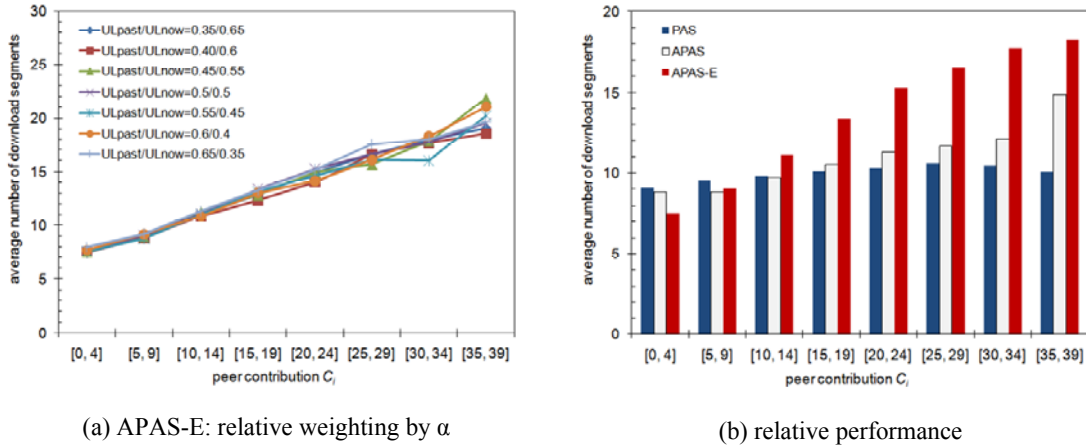 average number of download segments
30
25
20
15
10
5
0
ULpast/ULnow=0.35/0.65
ULpast/ULnow=0.40/0.6
ULpast/ULnow=0.45/0.55
ULpast/ULnow=0.5/0.5
ULpast/ULnow=0.55/0.45
ULpast/ULnow=0.6/0.4
ULpast/ULnow=0.65/0.35
[0, 4] [5, 9] [10, 14] [15, 19] [20, 24] [25, 29] [30, 34] [35, 39]
peer contribution Ci
(a) APAS-E: relative weighting by α
average number of download segments
20
15
10
5
0
PAS
APAS
APAS-E
[0, 4] [5, 9] [10, 14] [15, 19] [20, 24] [25, 29] [30, 34] [35, 39]
peer contribution Ci
(b) relative performance